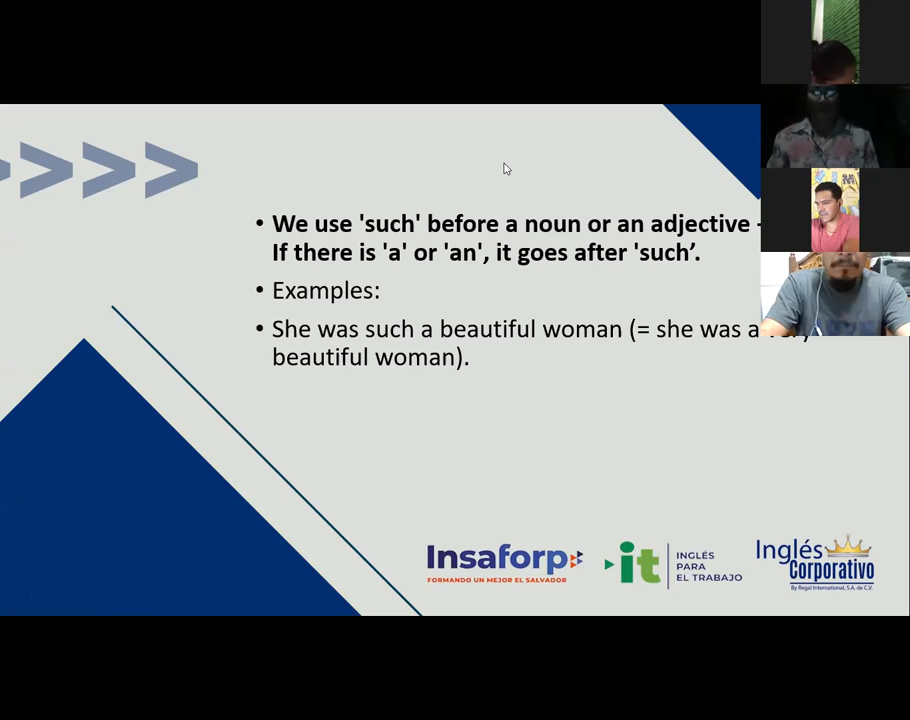 • We use 'such' before a noun or an adjective -
If there is 'a' or 'an', it goes after 'such’.
• Examples:
• She was such a beautiful woman (= she was a very
beautiful woman).
Insaforp
FORMANDO UN MEJOR EL SALVADOR
it
INGLÉS
PARA
EL TRABAJO
Inglés
Corporativo
By Regal International, S.A. de C.V.